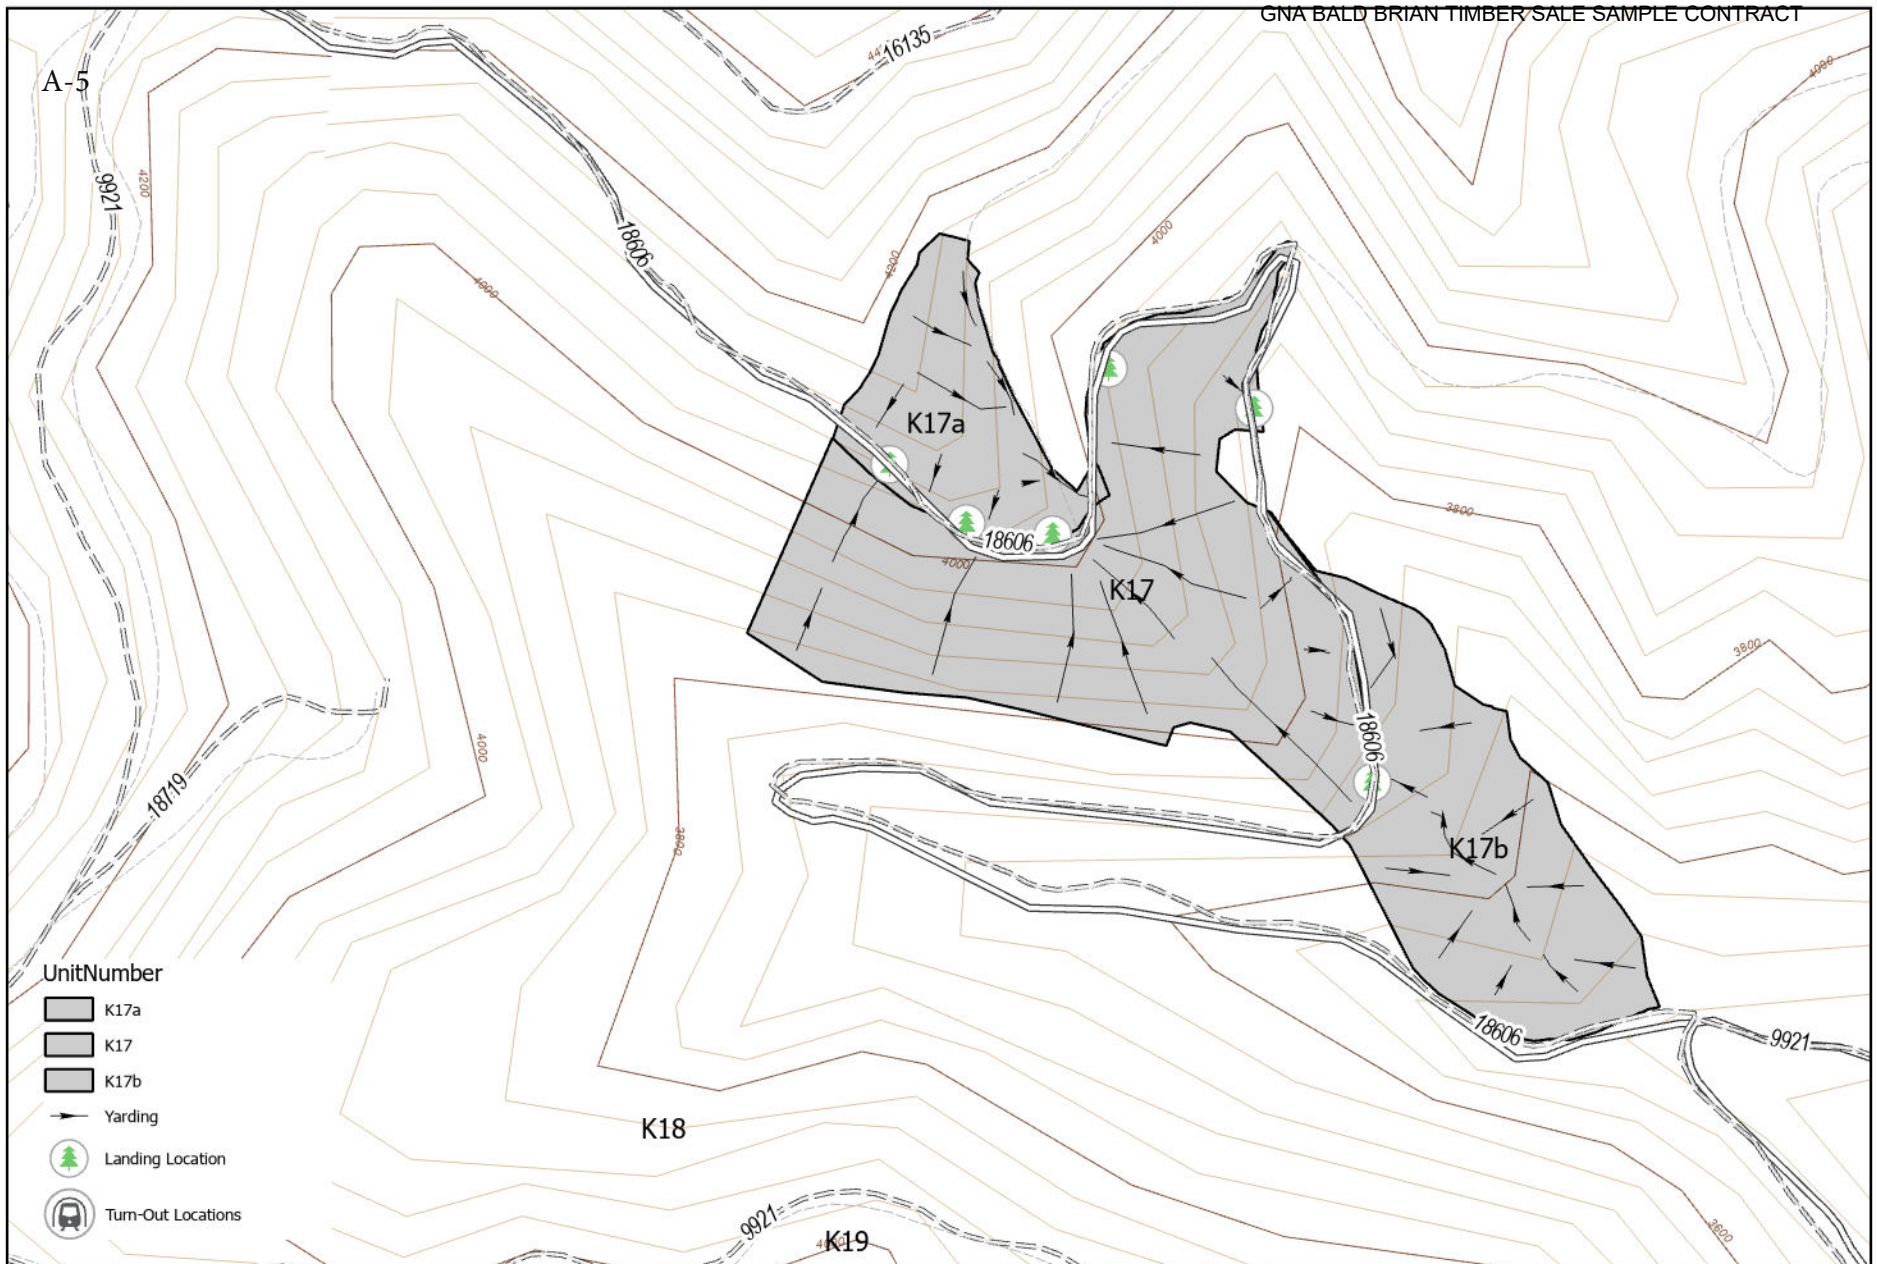 GNA BALD BRIAN TIMBER SALE SAMPLE CONTRACT
A-5
16135
4000
9921
4200
18606
4200
4000
4000
K17a
3800
18606
4000
K17
3800
18606
4000
18719
3800
K17b
UnitNumber
K17a
K17
K17b
Yarding
Landing Location
Turn-Out Locations
18606
9921
K18
9921
K19
3600